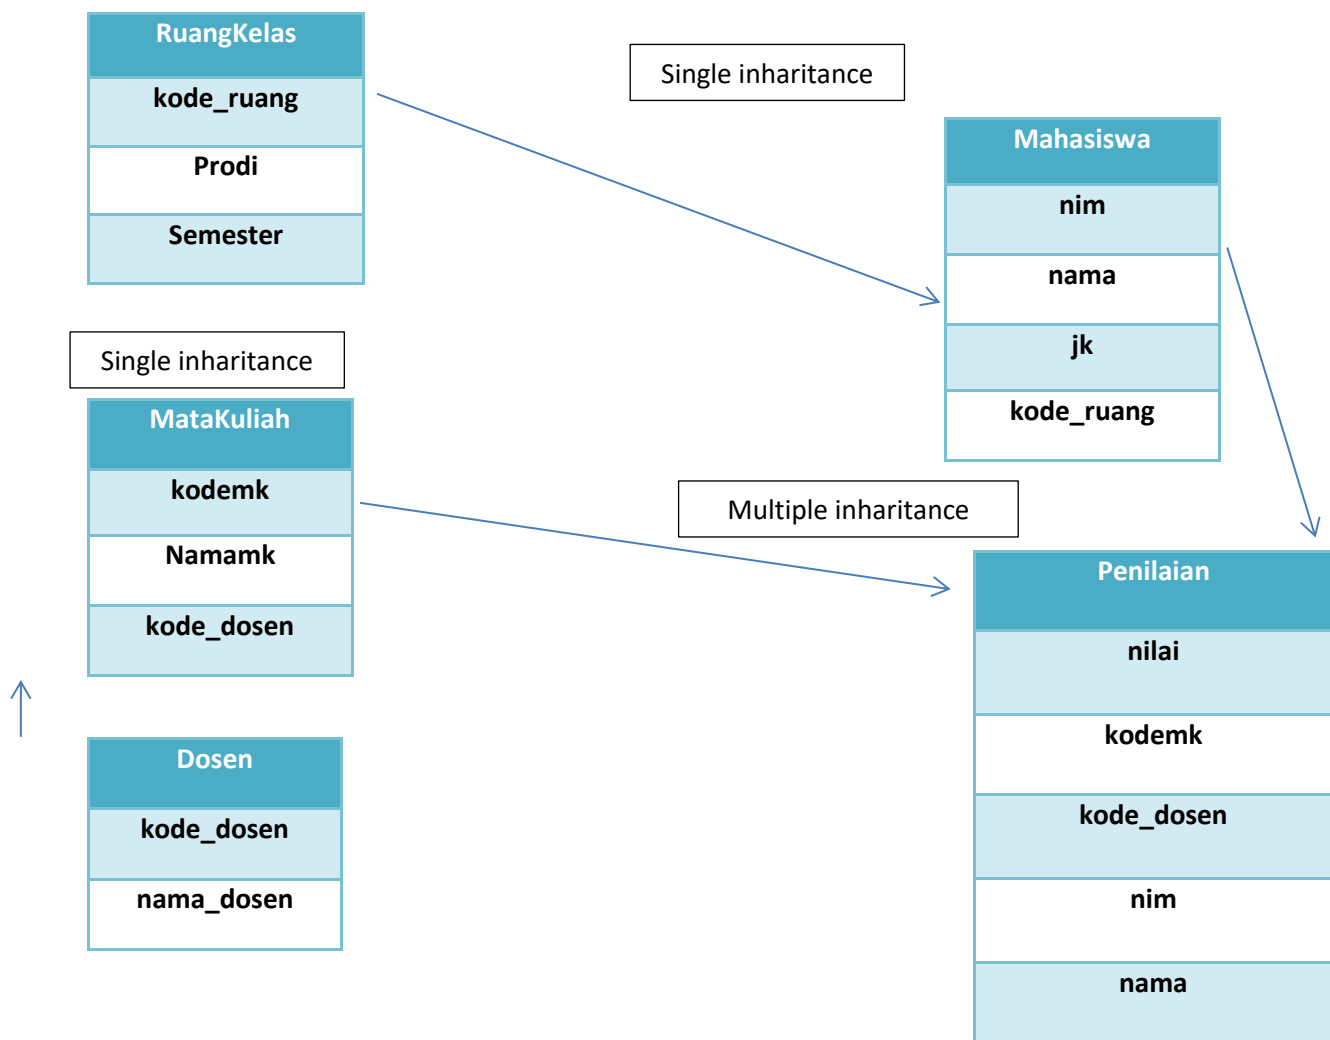 RuangKelas
kode_ruang
Prodi
Semester
Single inharitance
Mahasiswa
nim
nama
jk
kode_ruang
Single inharitance
MataKuliah
kodemk
Namamk
kode_dosen
Multiple inharitance
Dosen
kode_dosen
nama_dosen
Penilaian
nilai
kodemk
kode_dosen
nim
nama